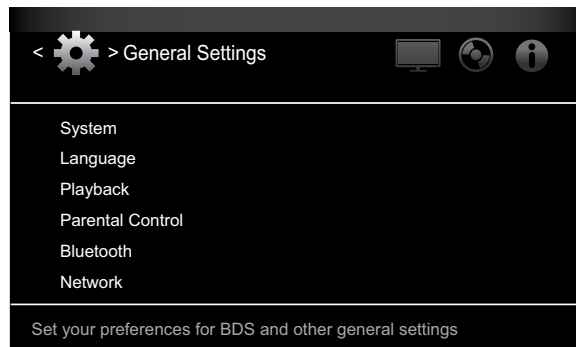 < > General Settings
System
Language
Playback
Parental Control
Bluetooth
Network
Set your preferences for BDS and other general settings